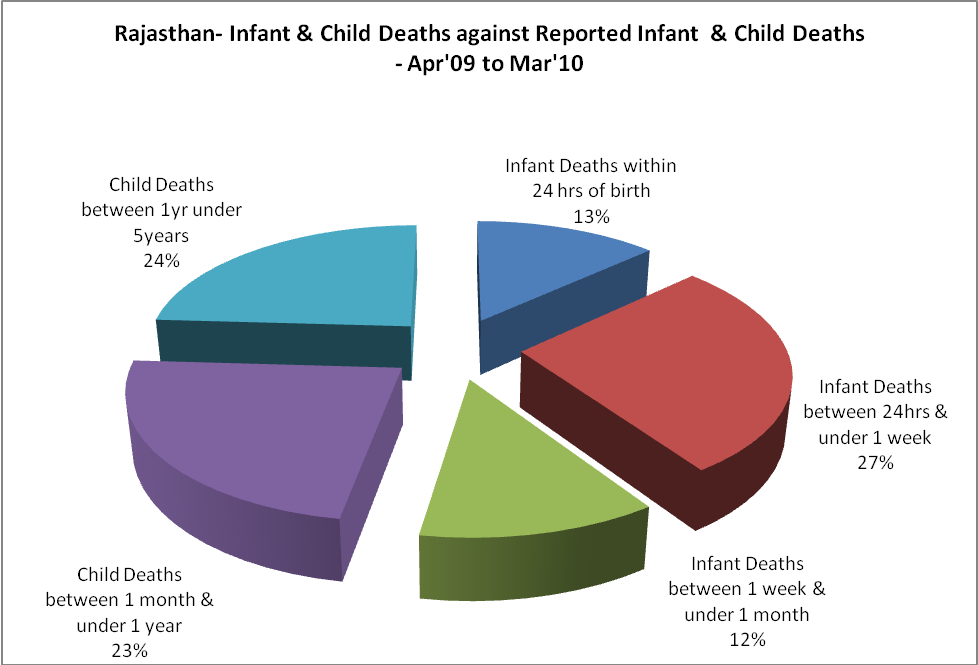 Rajasthan- Infant & Child Deaths against Reported Infant & Child Deaths
- Apr'09 to Mar'10
Infant Deaths within
24 hrs of birth
13%
Child Deaths
between 1yr under
5years
24%
Infant Deaths
between 24hrs &
under 1 week
27%
Infant Deaths
between 1 week &
under 1 month
12%
Child Deaths
between 1 month &
under 1 year
23%